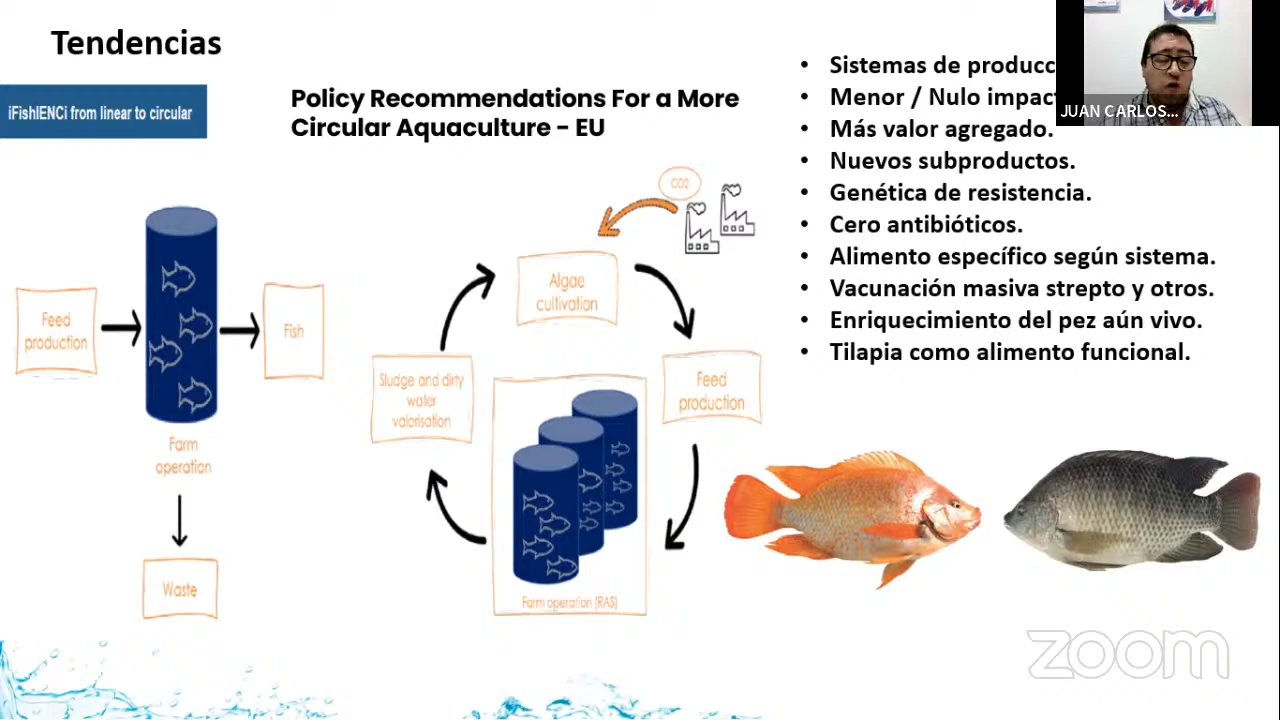 Tendencias
iFishIENCi from linear to circular
Policy Recommendations For a More
Circular Aquaculture - EU
Feed
production
Fish
Farm
operation
Waste
CO2
Algae
cultivation
Sludge and dirty
water
valorisation
Feed
production
Farm operation (RAS)
• Sistemas de
• Menor / Nulo
• Más valor agregado.
• Nuevos subproductos.
• Genética de resistencia.
• Cero antibióticos.
• Alimento específico según sistema.
• Vacunación masiva strepto y otros.
• Enriquecimiento del pez aún vivo.
• Tilapia como alimento funcional.
JUAN CARLOS...
zoom